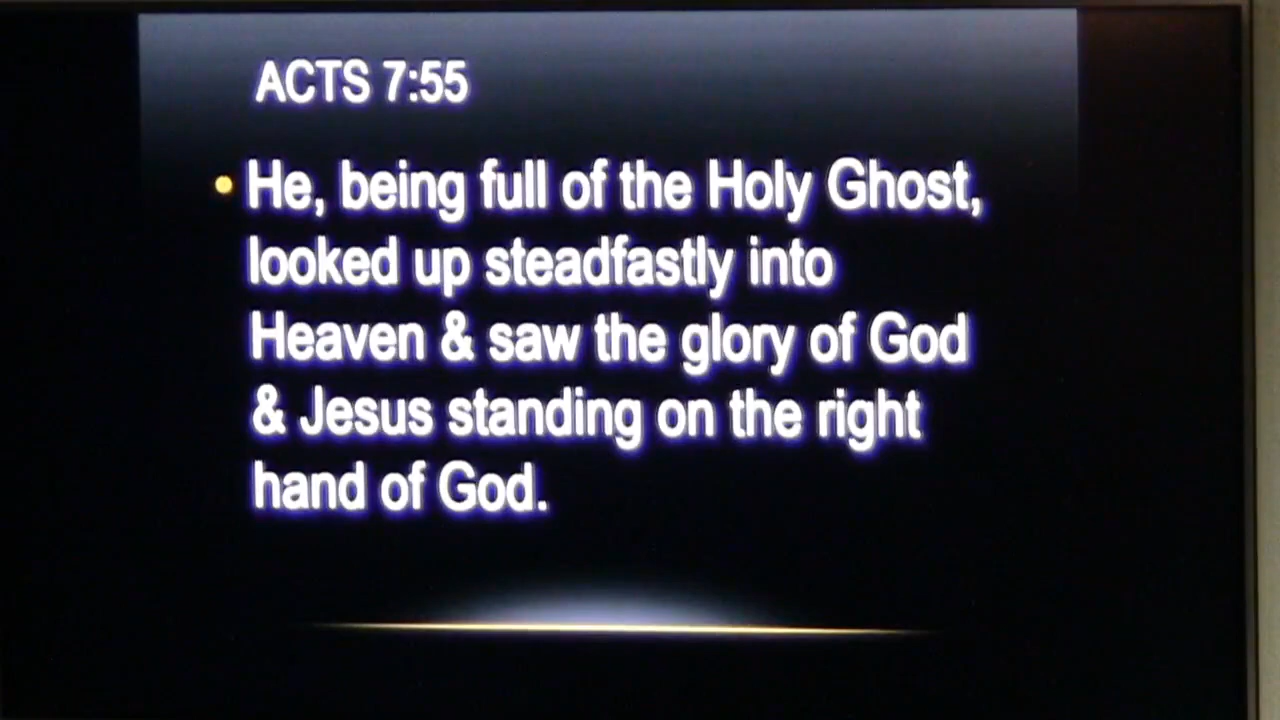 ACTS 7:55
• He, being full of the Holy Ghost,
looked up steadfastly into
Heaven & saw the glory of God
& Jesus standing on the right
hand of God.